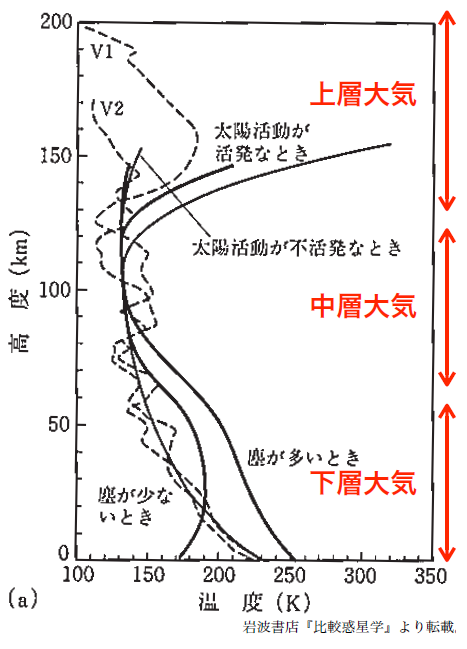 200
V1
V2
上層大気
太陽活動が
活発なとき
150
太陽活動が不活発なとき
高度(km)
100
中層大気
50
塵が多いとき
下層大気
塵が少な
いとき
0
100
150
200
250
300
350
(a)
温度(K)
岩波書店『比較惑星学』より転載.